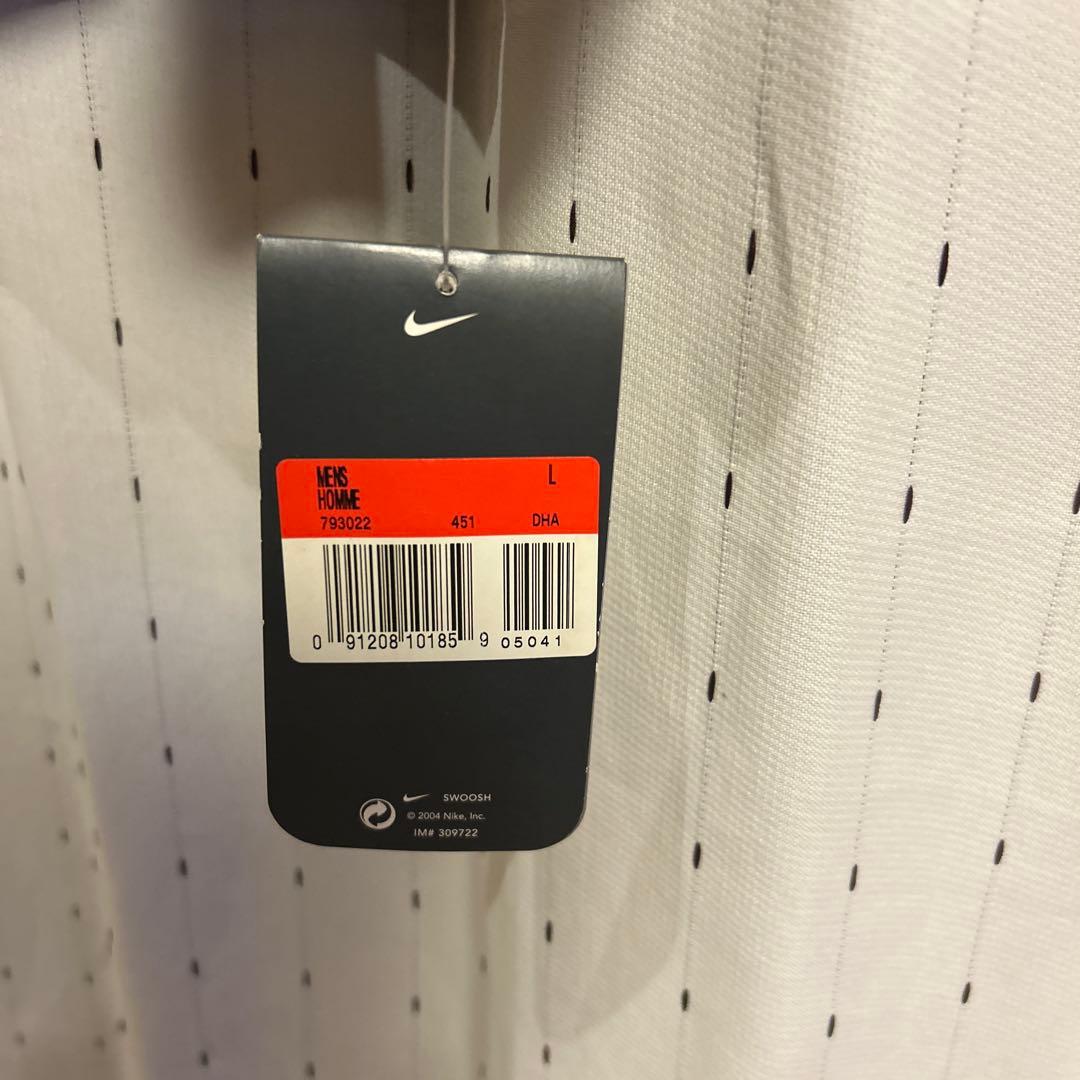 MENS L
HOMME
793022 451 DHA
0 91208 10185 9 05041
SWOOSH
© 2004 Nike, Inc.
IM# 309722